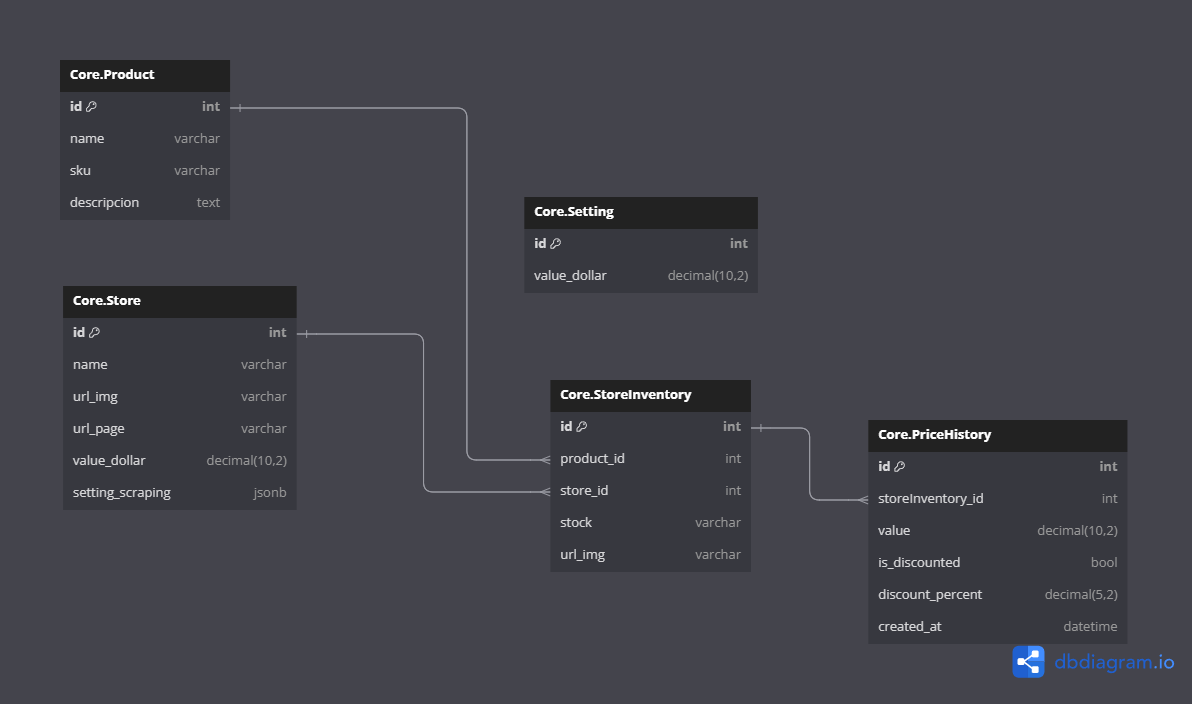 Core.Product
id int
name varchar
sku varchar
descripcion text
Core.Setting
id int
value_dollar decimal(10,2)
Core.Store
id int
name varchar
url_img varchar
url_page varchar
value_dollar decimal(10,2)
setting_scraping jsonb
Core.StoreInventory
id int
product_id int
store_id int
stock varchar
url_img varchar
Core.PriceHistory
id int
storeInventory_id int
value decimal(10,2)
is_discounted bool
discount_percent decimal(5,2)
created_at datetime
dbdiagram.io